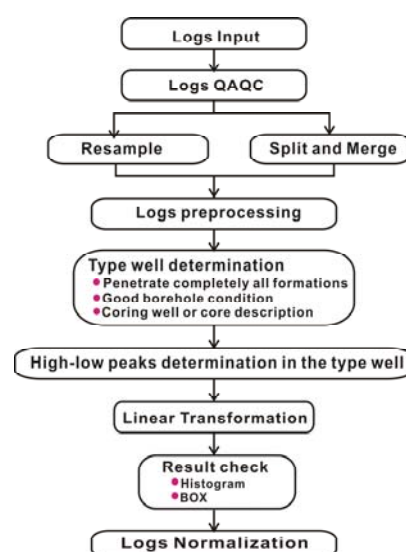 Logs Input
Logs QAQC
Resample
Split and Merge
Logs preprocessing
Type well determination
Penetrate completely all formations
Good borehole condition
Coring well or core description
High-low peaks determination in the type well
Linear Transformation
Result check
Histogram
BOX
Logs Normalization